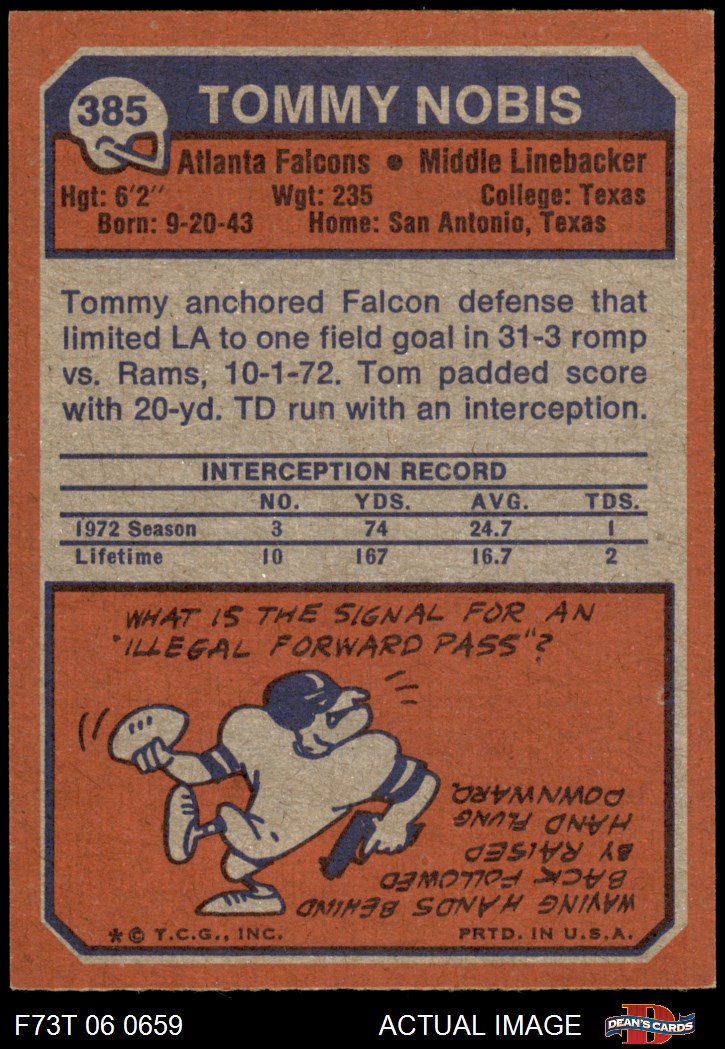 385
TOMMY NOBIS
Atlanta Falcons • Middle Linebacker
Hgt: 6'2" Wgt: 235 College: Texas
Born: 9-20-43 Home: San Antonio, Texas
Tommy anchored Falcon defense that
limited LA to one field goal in 31-3 romp
vs. Rams, 10-1-72. Tom padded score
with 20-yd. TD run with an interception.
INTERCEPTION RECORD
NO. YDS. AVG. TDS.
1972 Season 3 74 24.7 1
Lifetime 10 167 16.7 2
WHAT IS THE SIGNAL FOR AN
"ILLEGAL FORWARD PASS"?
WAVING HANDS BEHIND
BACK FOLLOWED
BY RAISED
HAND FLUNG
DOWNWARD.
* © T.C.G., INC. PRTD. IN U.S.A.
F73T 06 0659 ACTUAL IMAGE
DEAN'S CARDS